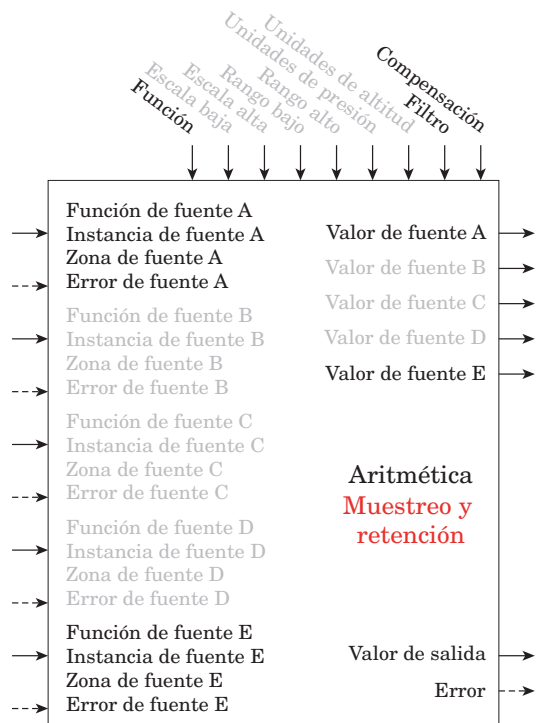 Función
Escala baja
Escala alta
Rango bajo
Rango alto
Unidades de presión
Unidades de altitud
Filtro
Compensación
Función de fuente A
Instancia de fuente A
Zona de fuente A
Error de fuente A
Función de fuente B
Instancia de fuente B
Zona de fuente B
Error de fuente B
Función de fuente C
Instancia de fuente C
Zona de fuente C
Error de fuente C
Función de fuente D
Instancia de fuente D
Zona de fuente D
Error de fuente D
Función de fuente E
Instancia de fuente E
Zona de fuente E
Error de fuente E
Valor de fuente A
Valor de fuente B
Valor de fuente C
Valor de fuente D
Valor de fuente E
Aritmética
Muestreo y
retención
Valor de salida
Error